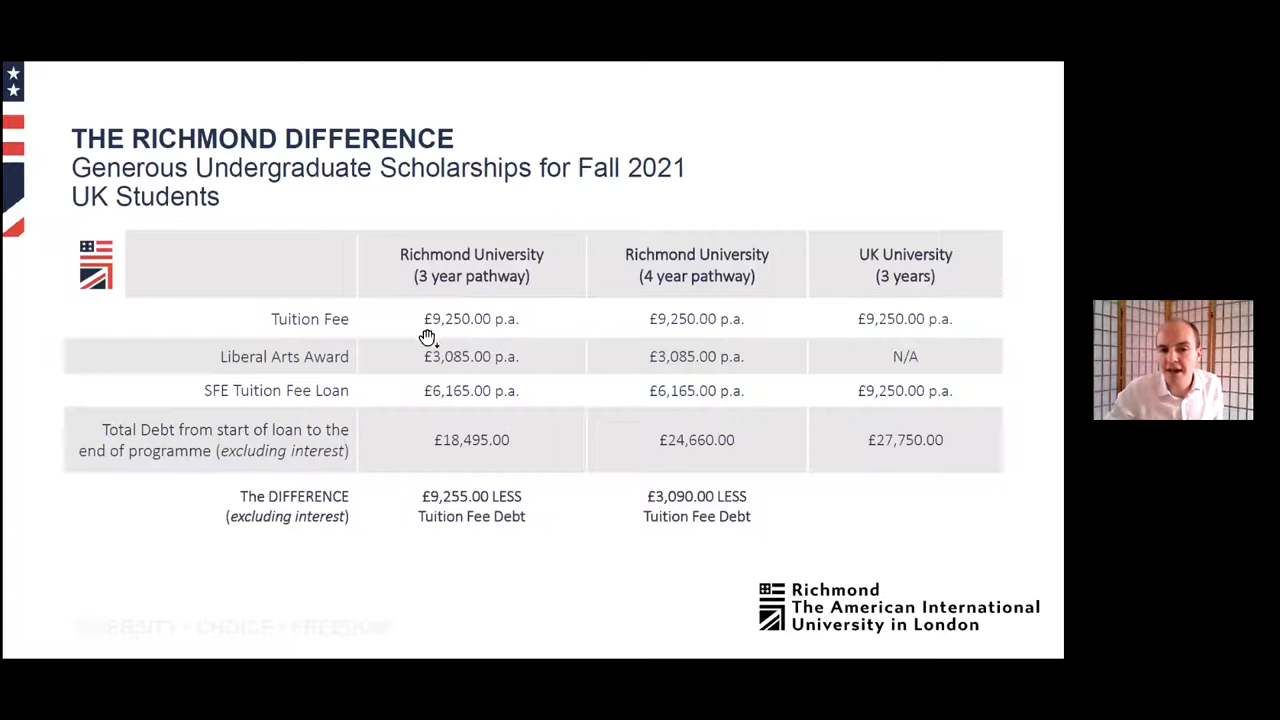 THE RICHMOND DIFFERENCE
Generous Undergraduate Scholarships for Fall 2021
UK Students
Richmond University
(3 year pathway)
Richmond University
(4 year pathway)
UK University
(3 years)
Tuition Fee £9,250.00 p.a. £9,250.00 p.a. £9,250.00 p.a.
Liberal Arts Award £3,085.00 p.a. £3,085.00 p.a. N/A
SFE Tuition Fee Loan £6,165.00 p.a. £6,165.00 p.a. £9,250.00 p.a.
Total Debt from start of loan to the
end of programme (excluding interest)
£18,495.00 £24,660.00 £27,750.00
The DIFFERENCE
(excluding interest)
£9,255.00 LESS
Tuition Fee Debt
£3,090.00 LESS
Tuition Fee Debt
Richmond
The American International
University in London